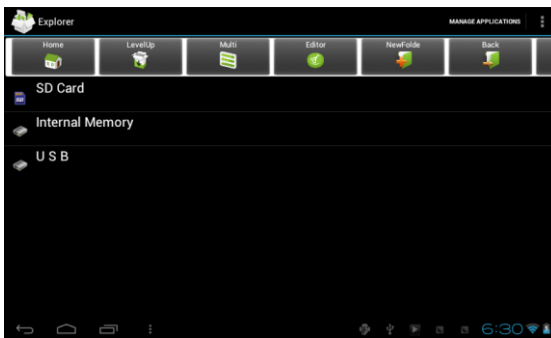 Explorer
MANAGE APPLICATIONS
Home
LevelUp
Multi
Editor
NewFolde
Back
SD Card
Internal Memory
U S B
6:30